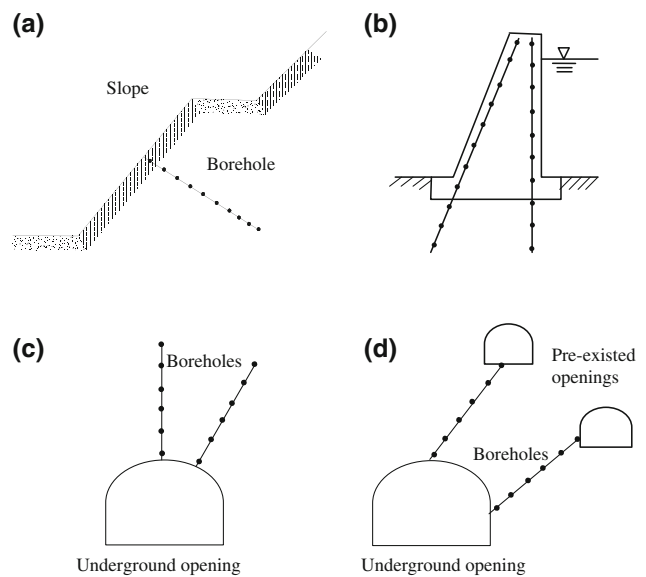 (a)
Slope
Borehole
(b)
(c)
Boreholes
Underground opening
(d)
Pre-existed
openings
Boreholes
Underground opening